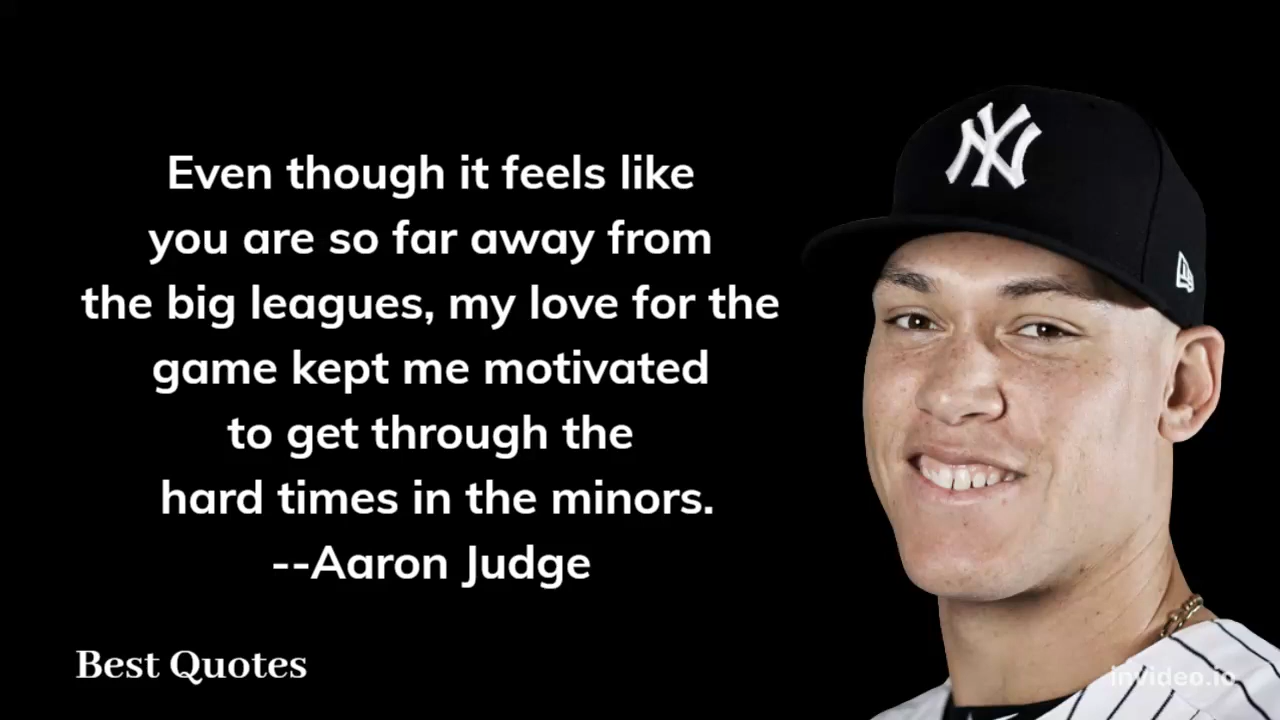 Even though it feels like
you are so far away from
the big leagues, my love for the
game kept me motivated
to get through the
hard times in the minors.
--Aaron Judge
Best Quotes
NY
invideo.io